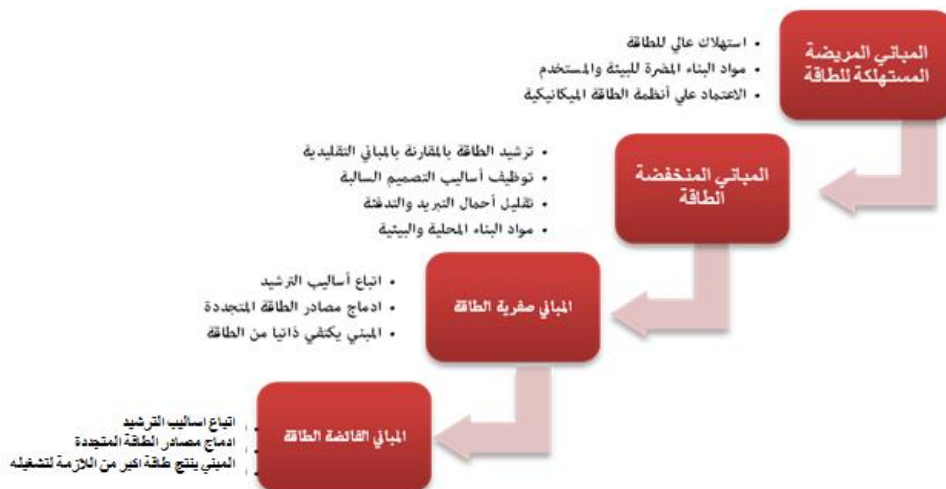 المباني المريضة
المستهلكة للطاقة
• استهلاك عالي للطاقة
• مواد البناء المضرة للبيئة والمستخدم
• الاعتماد علي أنظمة الطاقة الميكانيكية
المباني المنخفضة
الطاقة
• ترشيد الطاقة بالمقارنة بالمباني التقليدية
• توظيف أساليب التصميم السالبة
• تقليل أحمال التبريد والتدفئة
• مواد البناء المحلية والبيئية
المباني صفرية الطاقة
• اتباع أساليب الترشيد
• ادماج مصادر الطاقة المتجددة
• المبني يكتفي ذاتيا من الطاقة
المباني الفائضة الطاقة
• اتباع اساليب الترشيد
• ادماج مصادر الطاقة المتجددة
• المبني ينتج طاقة اكبر من اللازمة لتشغيله